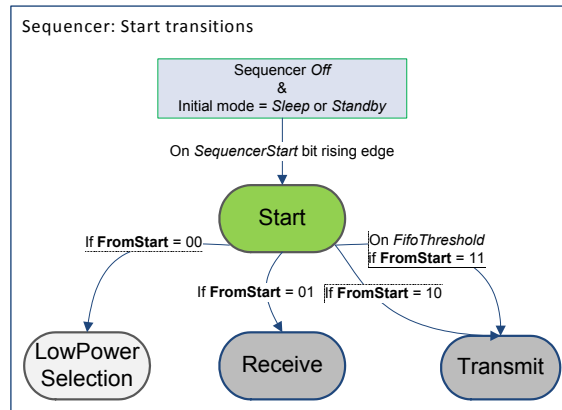 Sequencer: Start transitions
Sequencer Off
&
Initial mode = Sleep or Standby
On SequencerStart bit rising edge
Start
If FromStart = 00
On FifoThreshold
if FromStart = 11
If FromStart = 01
If FromStart = 10
LowPower
Selection
Receive
Transmit